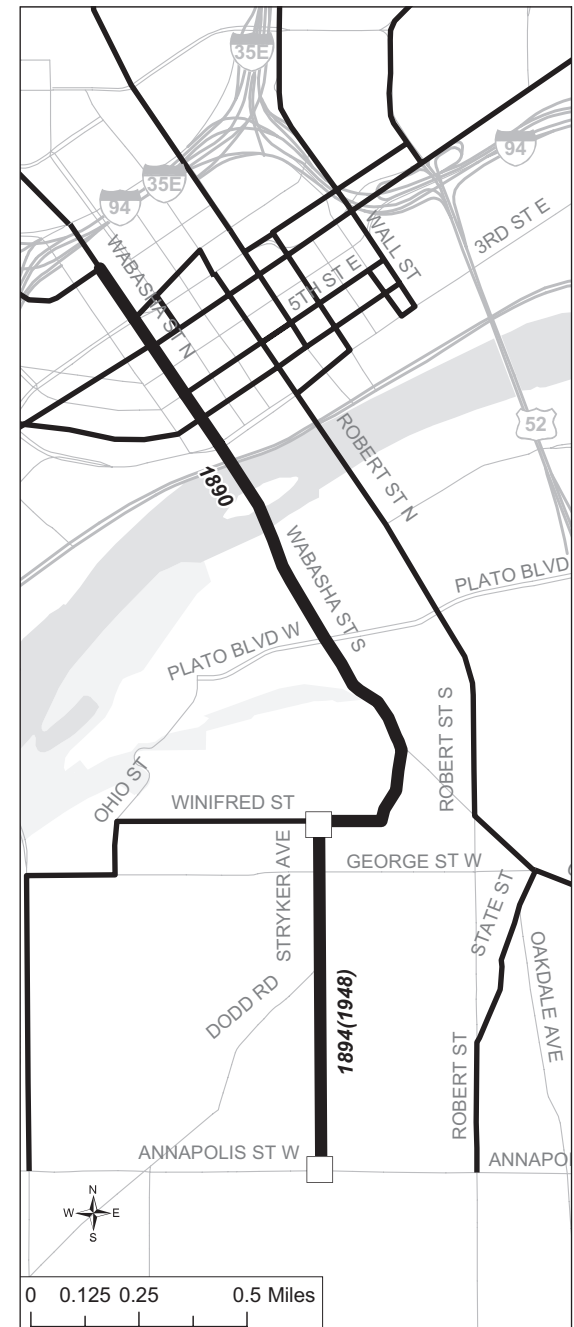 35E
94
35E
94
WABASHA ST N
WALL ST
3RD ST E
5TH ST E
52
1890
ROBERT ST N
WABASHA ST S
PLATO BLVD
PLATO BLVD W
OHIO ST
ROBERT ST S
WINIFRED ST
STRYKER AVE
GEORGE ST W
STATE ST
OAKDALE AVE
DODD RD
1894(1948)
ROBERT ST
ANNAPOLIS ST W
ANNAPO
N
W E
S
0 0.125 0.25 0.5 Miles